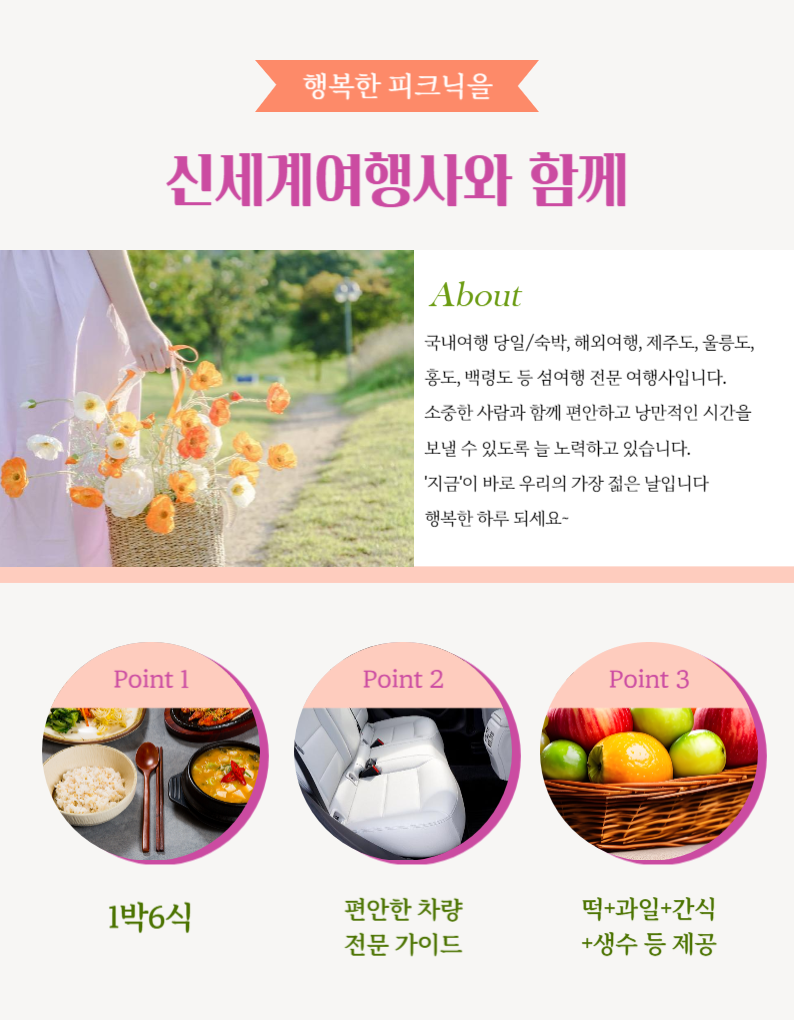 행복한 피크닉을
신세계여행사와 함께
About
국내여행 당일/숙박, 해외여행, 제주도, 울릉도,
홍도, 백령도 등 섬여행 전문 여행사입니다.
소중한 사람과 함께 편안하고 낭만적인 시간을
보낼 수 있도록 늘 노력하고 있습니다.
'지금'이 바로 우리의 가장 젊은 날입니다
행복한 하루 되세요~
Point 1
Point 2
Point 3
1박6식
편안한 차량
전문 가이드
떡+과일+간식
+생수 등 제공